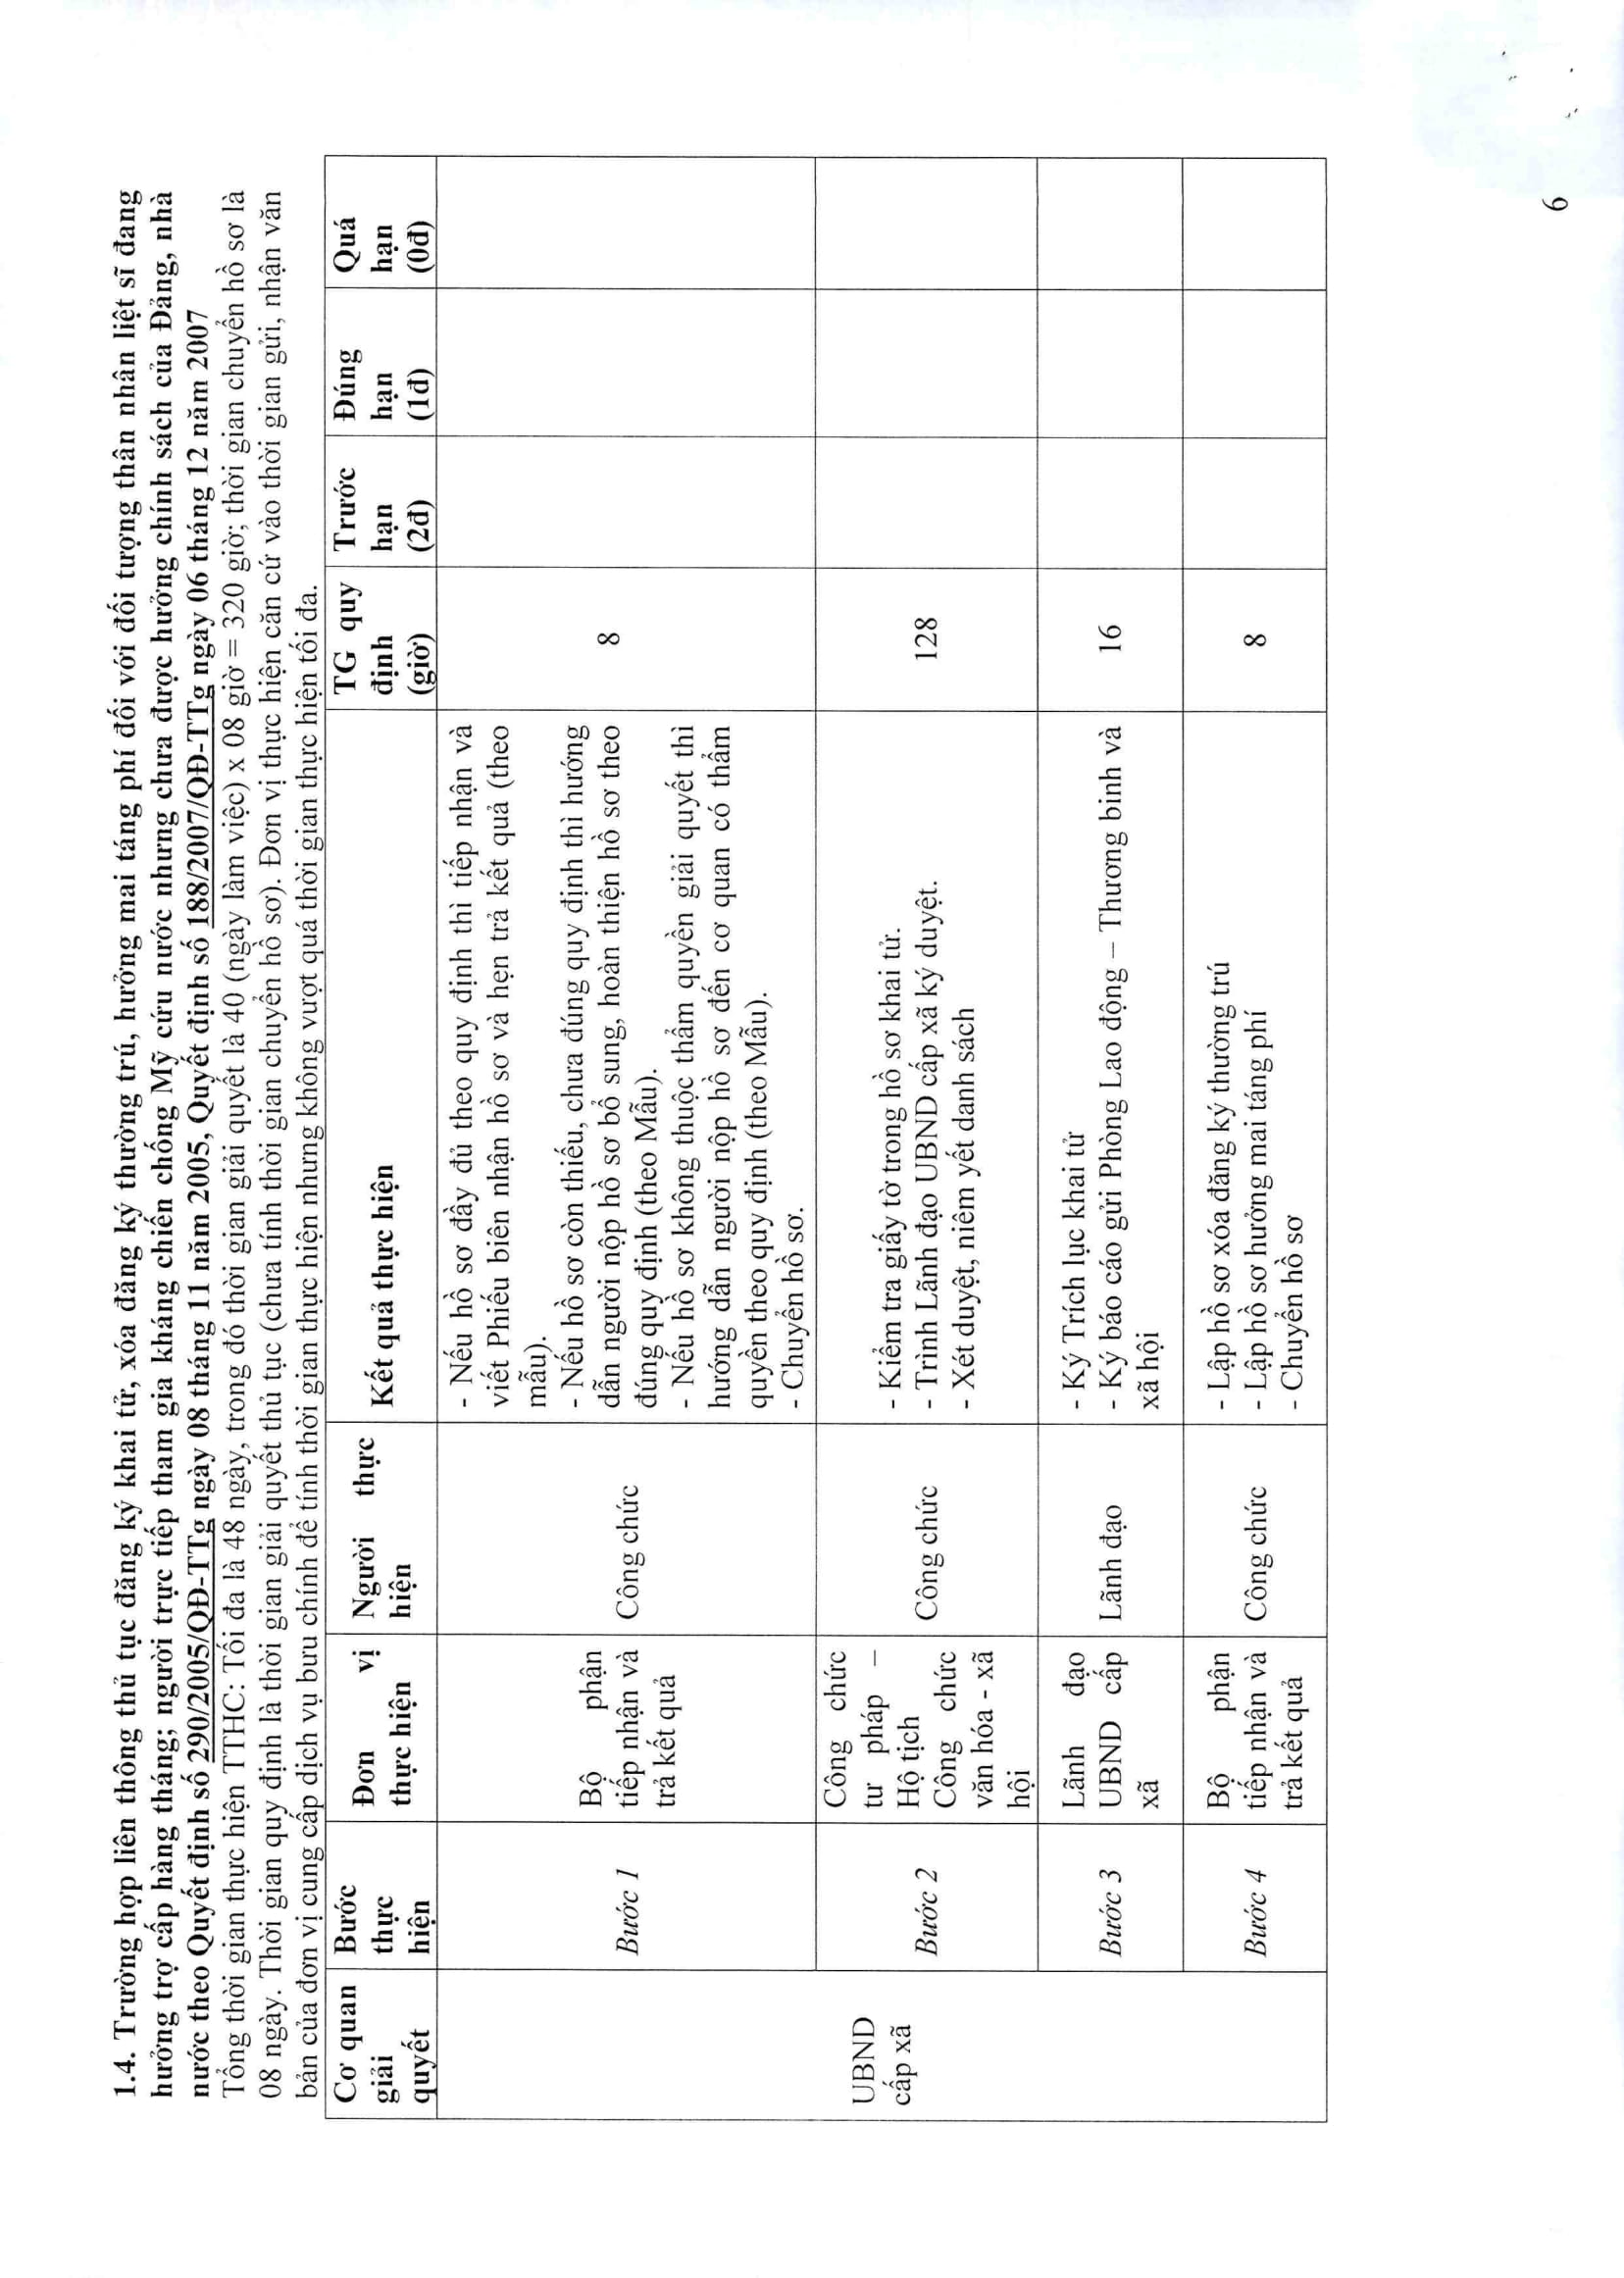 1.4. Trường hợp liên thông thủ tục đăng ký khai tử, xóa đăng ký thường trú, hưởng mai táng phí đối với đối tượng thân nhân liệt sĩ đang
hưởng trợ cấp hàng tháng; người trực tiếp tham gia kháng chiến chống Mỹ cứu nước nhưng chưa được hưởng chính sách của Đảng, nhà
nước theo Quyết định số 290/2005/QĐ-TTg ngày 08 tháng 11 năm 2005, Quyết định số 188/2007/QĐ-TTg ngày 06 tháng 12 năm 2007
Tổng thời gian thực hiện TTHC: Tối đa là 48 ngày, trong đó thời gian giải quyết là 40 (ngày làm việc) x 08 giờ = 320 giờ; thời gian chuyển hồ sơ là
08 ngày. Thời gian quy định là thời gian giải quyết thủ tục (chưa tính thời gian chuyển hồ sơ). Đơn vị thực hiện căn cứ vào thời gian gửi, nhận văn
bản của đơn vị cung cấp dịch vụ bưu chính để tính thời gian thực hiện nhưng không vượt quá thời gian thực hiện tối đa.
Cơ quan
giải
quyết
Bước
thực
hiện
Đơn vị
thực hiện
Người thực
hiện
Kết quả thực hiện
TG quy
định
(giờ)
Trước
hạn
(2đ)
Đúng
hạn
(1đ)
Quá
hạn
(0đ)
UBND
cấp xã
Bước 1
Bộ phận
tiếp nhận và
trả kết quả
Công chức
- Nếu hồ sơ đầy đủ theo quy định thì tiếp nhận và
viết Phiếu biên nhận hồ sơ và hẹn trả kết quả (theo
mẫu).
- Nếu hồ sơ còn thiếu, chưa đúng quy định thì hướng
dẫn người nộp hồ sơ bổ sung, hoàn thiện hồ sơ theo
đúng quy định (theo Mẫu).
- Nếu hồ sơ không thuộc thẩm quyền giải quyết thì
hướng dẫn người nộp hồ sơ đến cơ quan có thẩm
quyền theo quy định (theo Mẫu).
- Chuyển hồ sơ.
8
Bước 2
Công chức
tư pháp –
Hộ tịch
Công chức
văn hóa - xã
hội
Công chức
- Kiểm tra giấy tờ trong hồ sơ khai tử.
- Trình Lãnh đạo UBND cấp xã ký duyệt.
- Xét duyệt, niêm yết danh sách
128
Bước 3
Lãnh đạo
UBND cấp
xã
Lãnh đạo
- Ký Trích lục khai tử
- Ký báo cáo gửi Phòng Lao động – Thương binh và
xã hội
16
Bước 4
Bộ phận
tiếp nhận và
trả kết quả
Công chức
- Lập hồ sơ xóa đăng ký thường trú
- Lập hồ sơ hưởng mai táng phí
- Chuyển hồ sơ
8
6